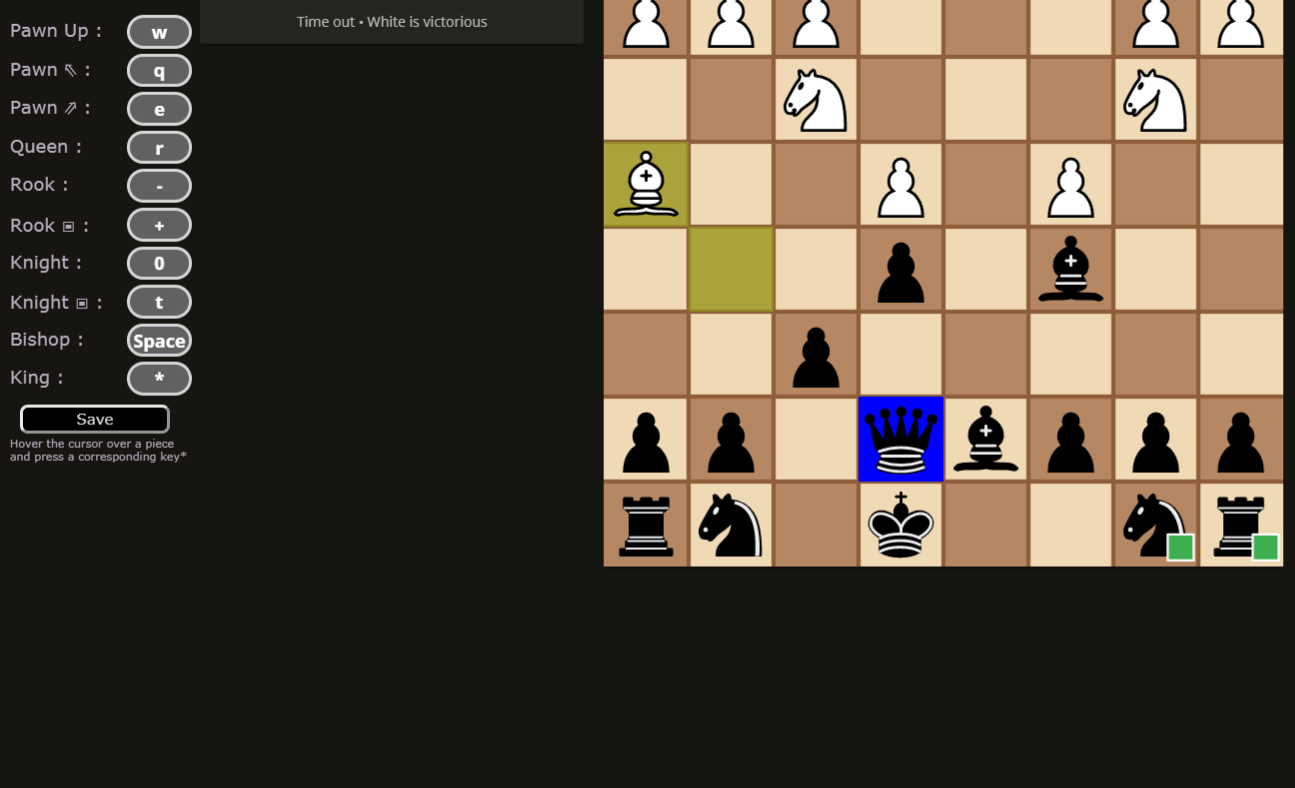 Time out • White is victorious
Pawn Up : w
Pawn ⇖ : q
Pawn ⇗ : e
Queen : r
Rook : -
Rook ▣ : +
Knight : 0
Knight ▣ : t
Bishop : Space
King : *
Save
Hover the cursor over a piece
and press a corresponding key*